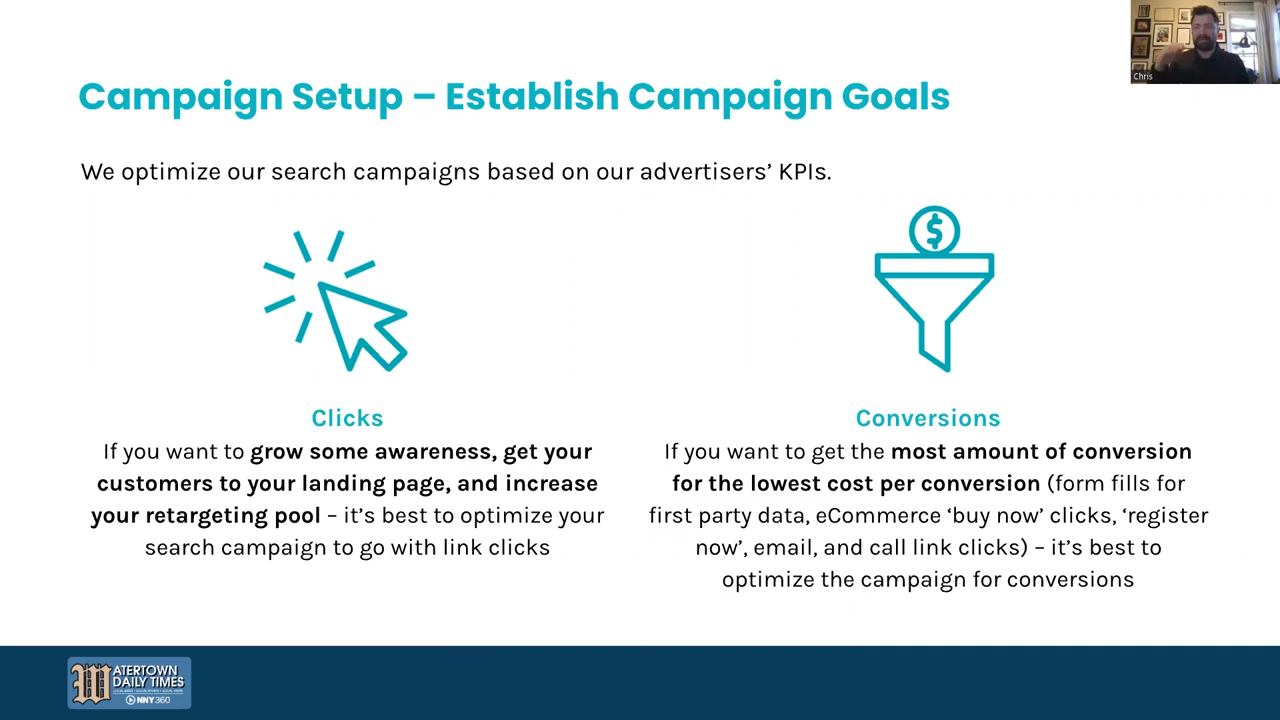 Chris
Campaign Setup – Establish Campaign Goals
We optimize our search campaigns based on our advertisers’ KPIs.
$
Clicks
If you want to grow some awareness, get your
customers to your landing page, and increase
your retargeting pool – it’s best to optimize your
search campaign to go with link clicks
Conversions
If you want to get the most amount of conversion
for the lowest cost per conversion (form fills for
first party data, eCommerce ‘buy now’ clicks, ‘register
now’, email, and call link clicks) – it’s best to
optimize the campaign for conversions
WATERTOWN
DAILY TIMES
NNY360